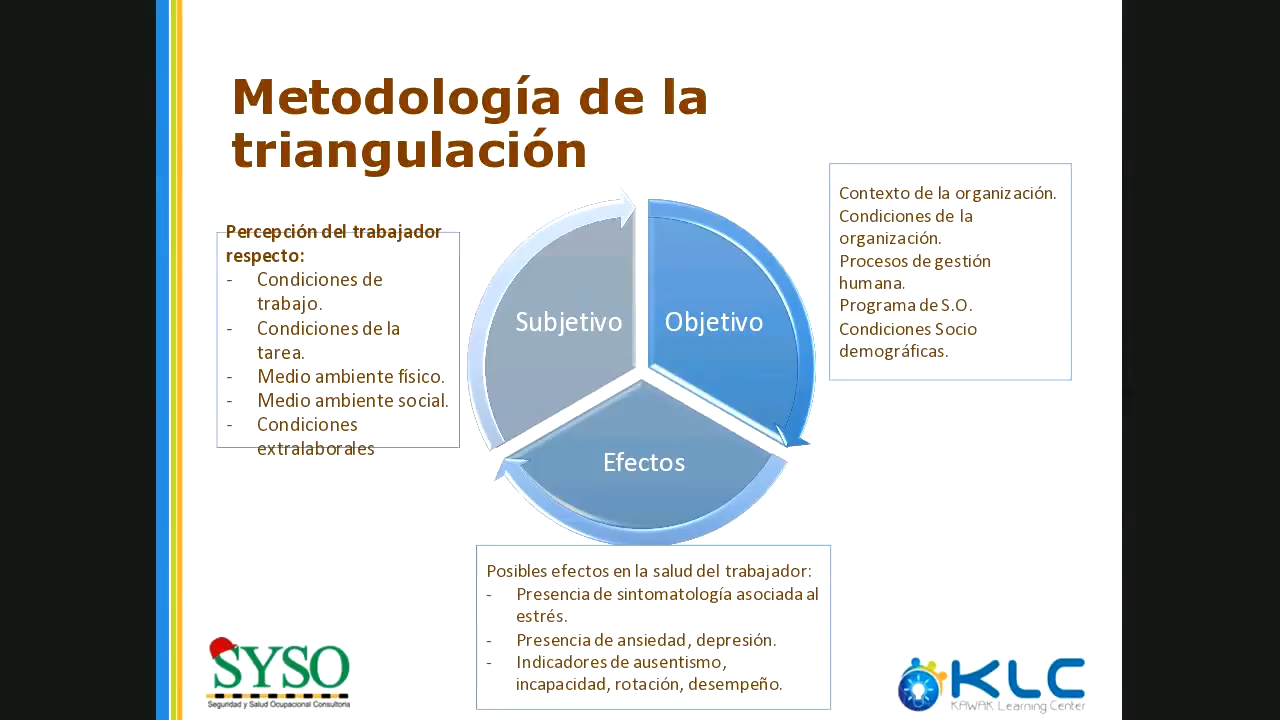 Metodología de la
triangulación
Contexto de la organización.
Condiciones de la
organización.
Procesos de gestión
humana.
Programa de S.O.
Condiciones Socio
demográficas.
Percepción del trabajador
respecto:
- Condiciones de
trabajo.
- Condiciones de la
tarea.
- Medio ambiente físico.
- Medio ambiente social.
- Condiciones
extralaborales
Subjetivo
Objetivo
Efectos
Posibles efectos en la salud del trabajador:
- Presencia de sintomatología asociada al
estrés.
- Presencia de ansiedad, depresión.
- Indicadores de ausentismo,
incapacidad, rotación, desempeño.
SYSO
Seguridad y Salud Ocupacional Consultoria
KLC
KAWAK Learning Center